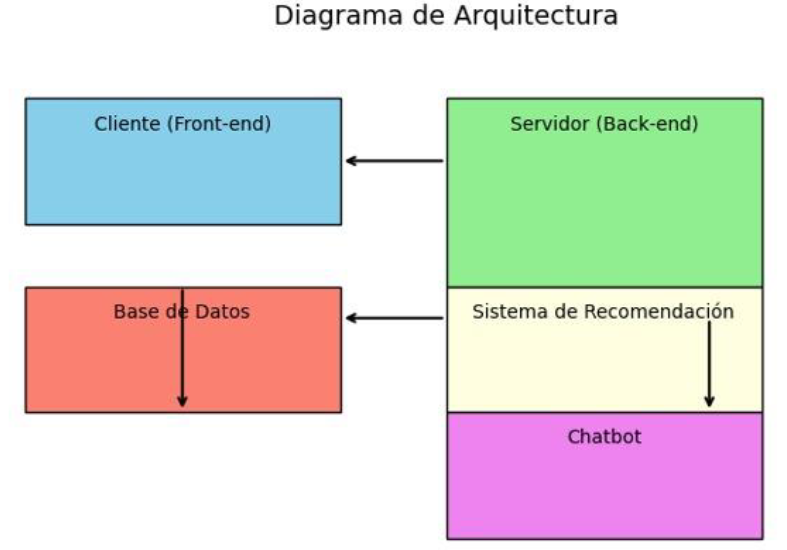 Diagrama de Arquitectura
Cliente (Front-end)
Servidor (Back-end)
Base de Datos
Sistema de Recomendación
Chatbot